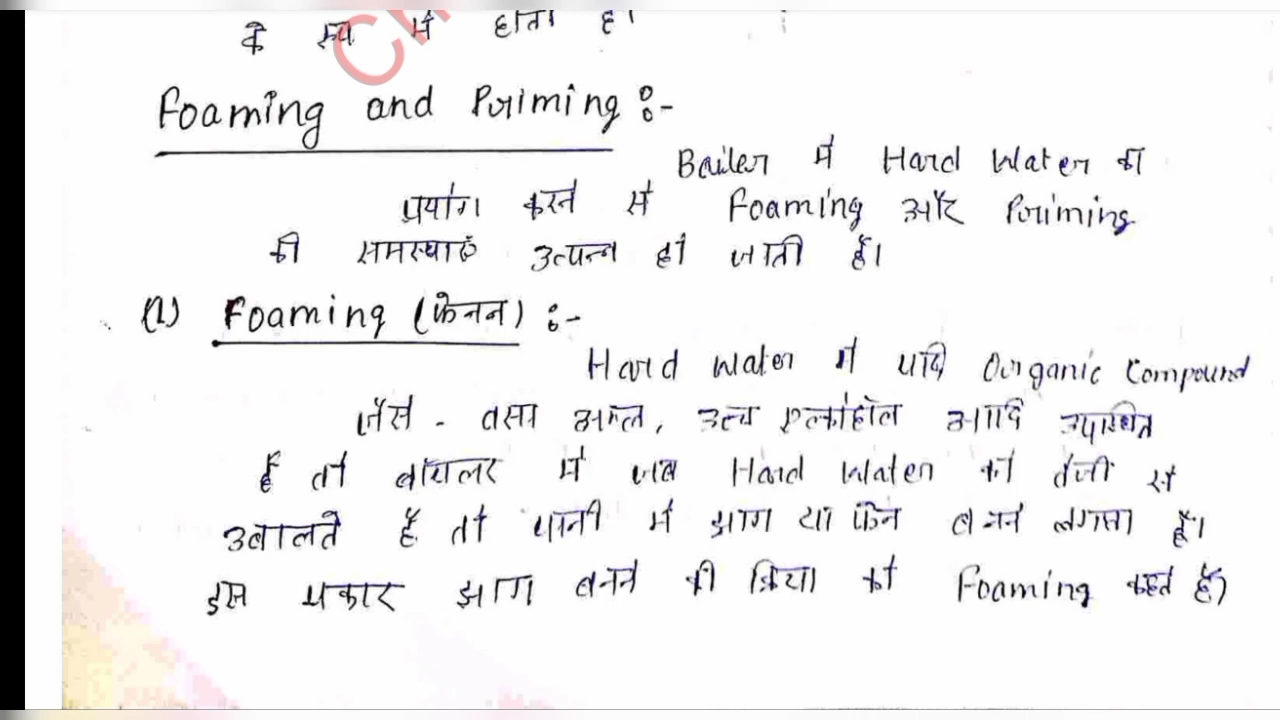 के रूप में होता है।
Foaming and Priming :-
Boiler में Hard Water का
प्रयोग करने से Foaming और Priming
की समस्याएँ उत्पन्न हो जाती हैं।
(1) Foaming (फेनन) :-
Hard Water में यदि Organic Compound
जैसे - वसा अम्ल, उच्च एल्कोहॉल आदि उपस्थित
हैं तो बॉयलर में जब Hard Water को तेजी से
उबालते हैं तो पानी में झाग या फेन बनने लगता है।
इस प्रकार झाग बनने की क्रिया को Foaming कहते हैं।